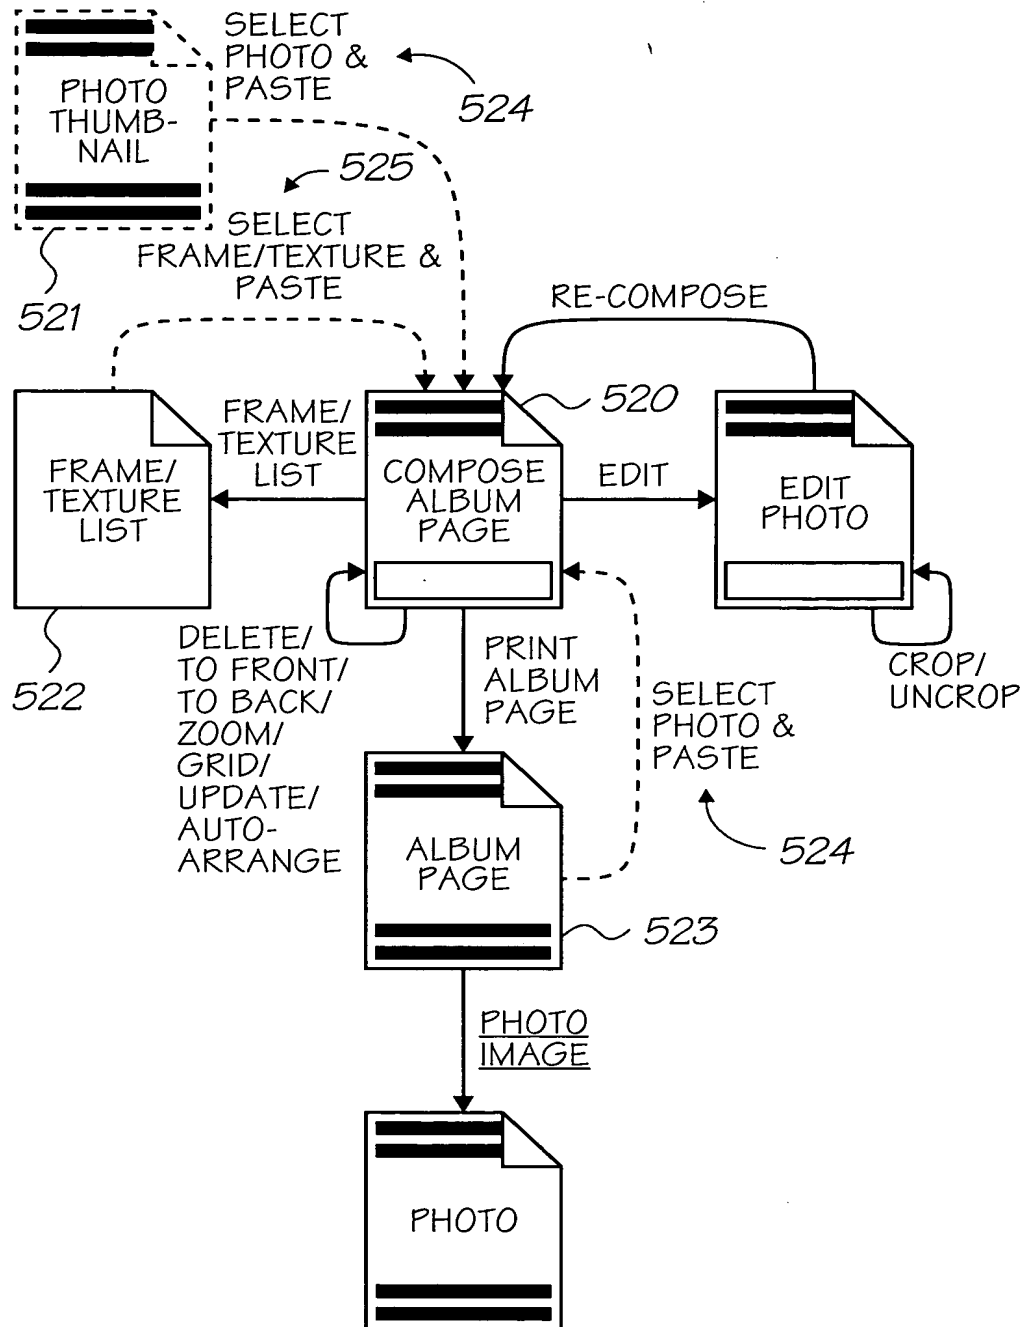 SELECT
PHOTO &
PASTE
524
PHOTO
THUMB-
NAIL
525
SELECT
FRAME/TEXTURE &
PASTE
521
RE-COMPOSE
520
FRAME/
TEXTURE
LIST
FRAME/
TEXTURE
LIST
COMPOSE
ALBUM
PAGE
EDIT
EDIT
PHOTO
522
DELETE/
TO FRONT/
TO BACK/
ZOOM/
GRID/
UPDATE/
AUTO-
ARRANGE
PRINT
ALBUM
PAGE
SELECT
PHOTO &
PASTE
CROP/
UNCROP
524
ALBUM
PAGE
523
PHOTO
IMAGE
PHOTO